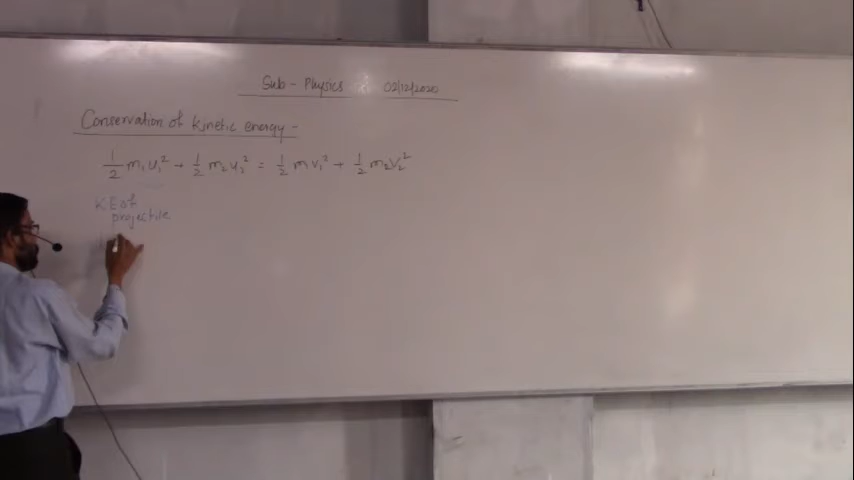 Sub - Physics 02/12/2020
Conservation of kinetic energy -
1/2 m₁u₁² + 1/2 m₂u₂² = 1/2 m₁v₁² + 1/2 m₂v₂²
KE of
projectile